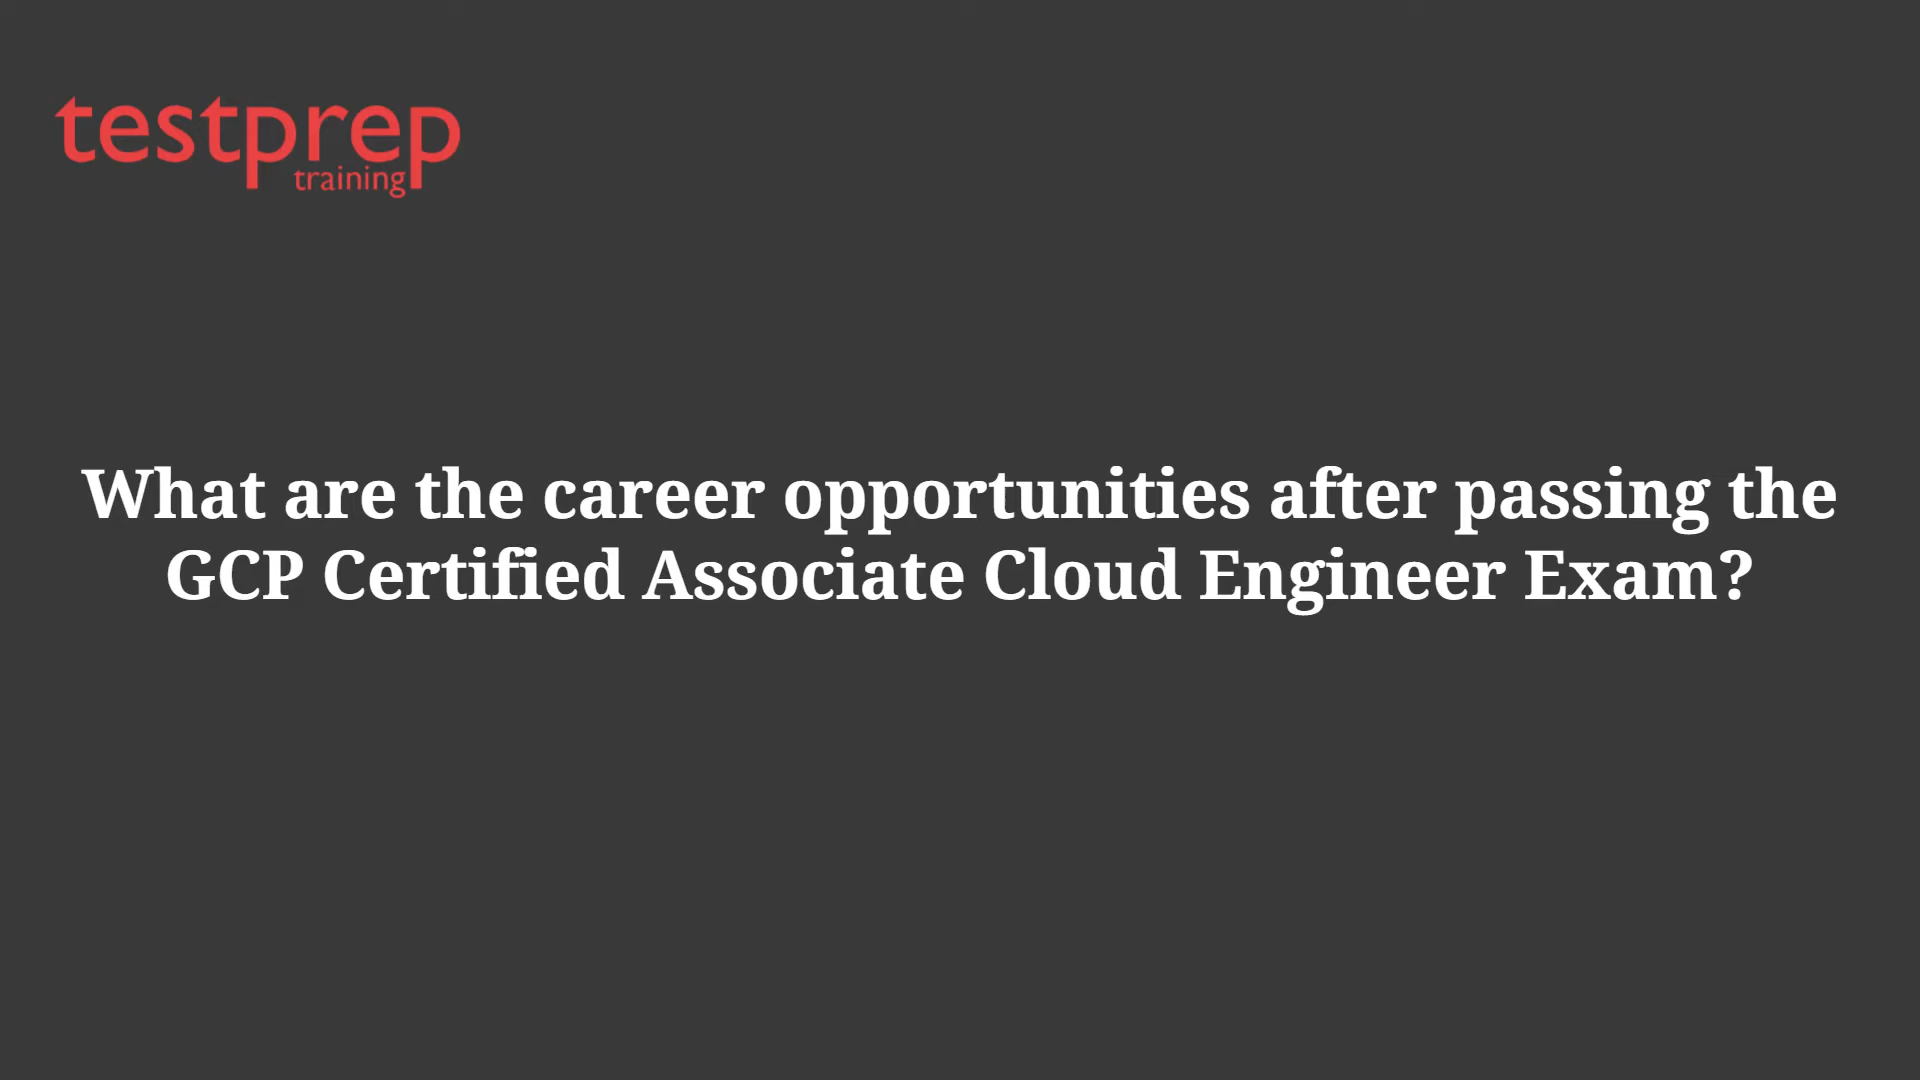 testprep
training
What are the career opportunities after passing the
GCP Certified Associate Cloud Engineer Exam?